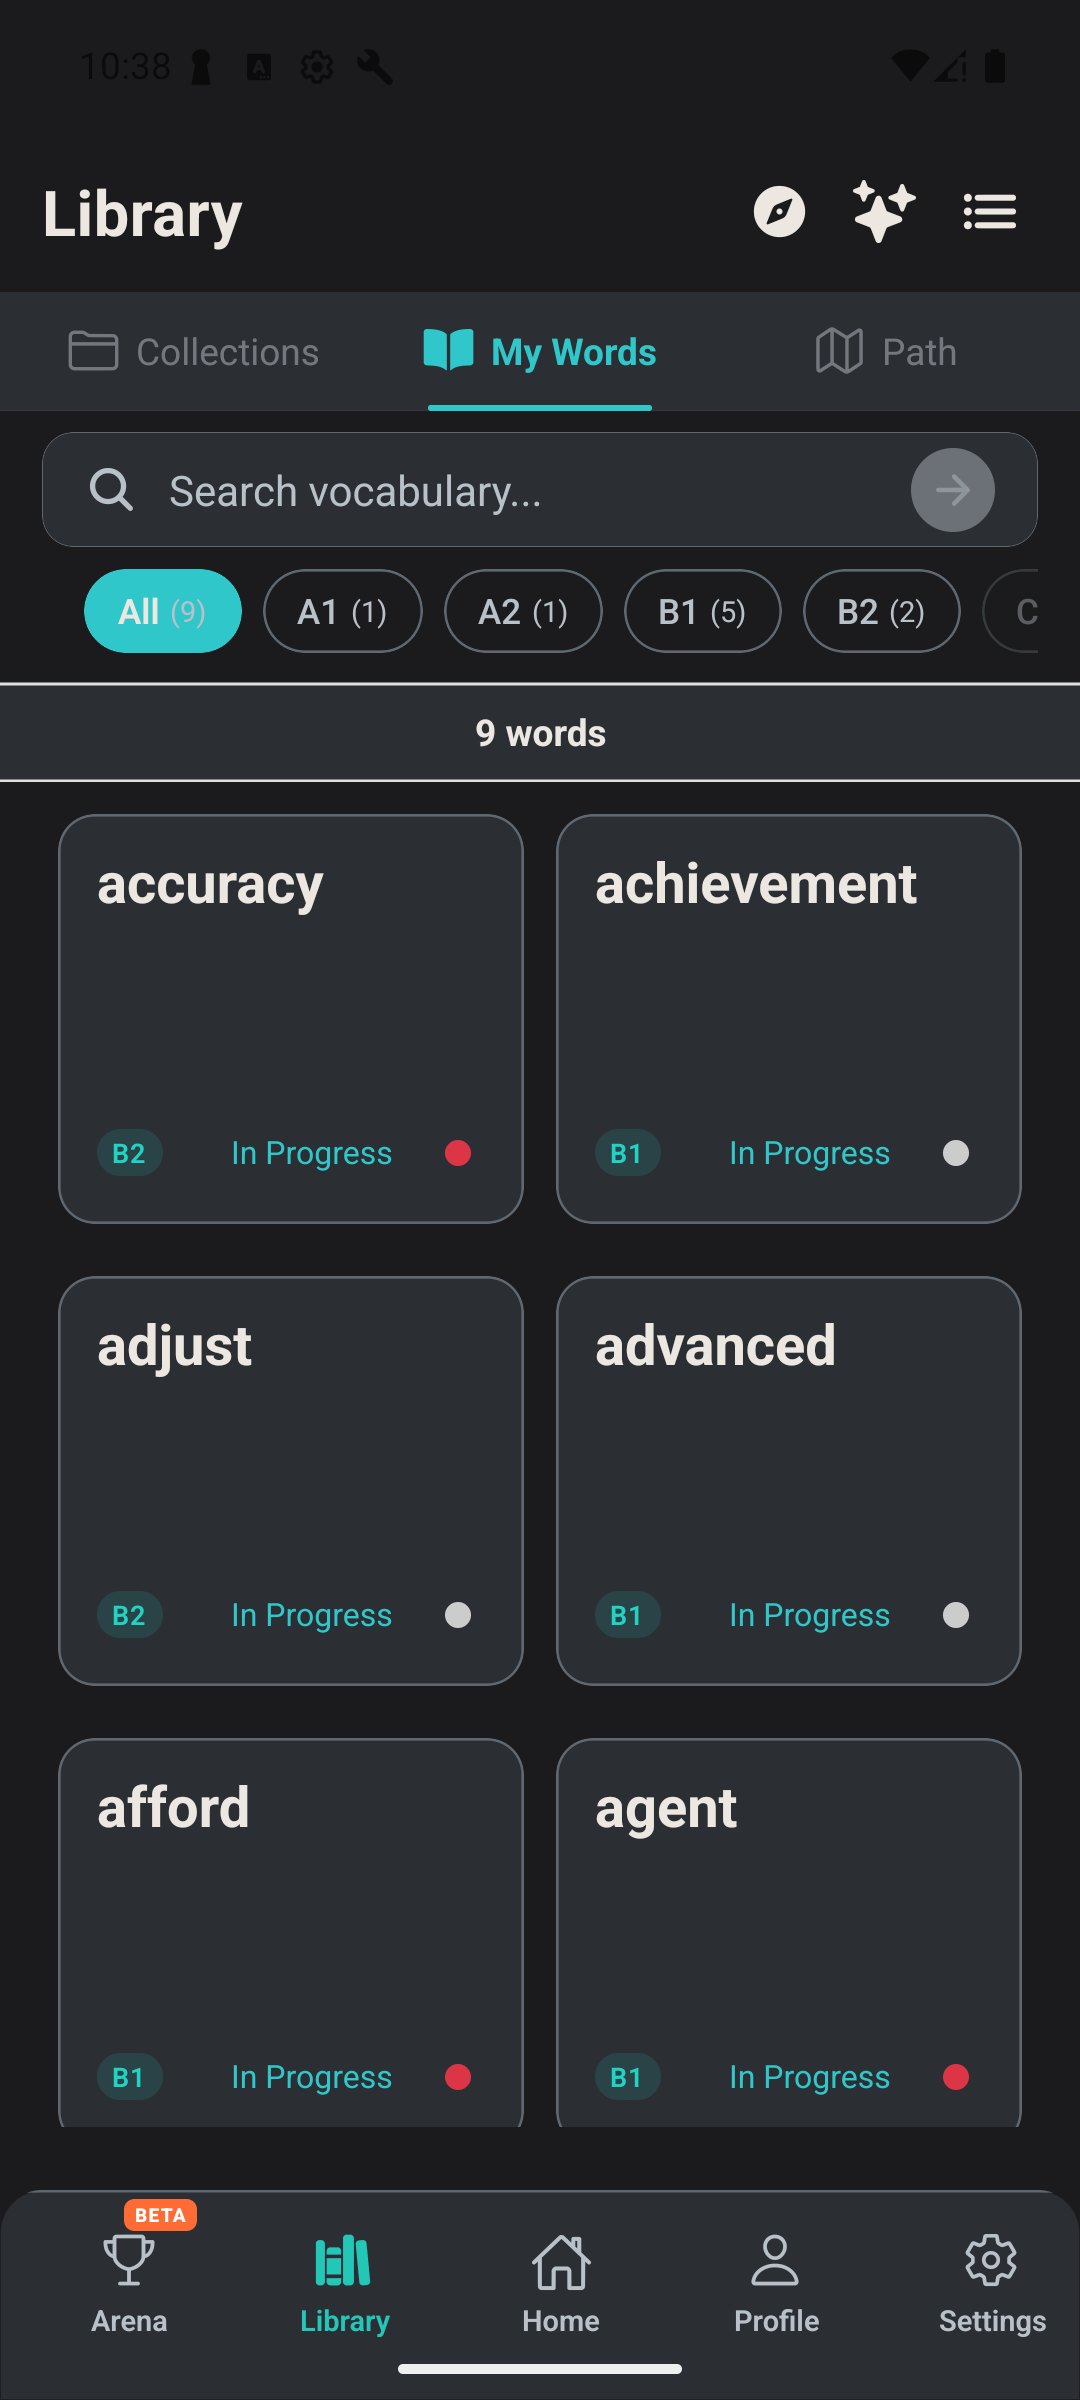 10:38
Library
Collections My Words Path
Search vocabulary...
All (9) A1 (1) A2 (1) B1 (5) B2 (2) C
9 words
accuracy achievement
B2 In Progress B1 In Progress
adjust advanced
B2 In Progress B1 In Progress
afford agent
B1 In Progress B1 In Progress
BETA
Arena Library Home Profile Settings